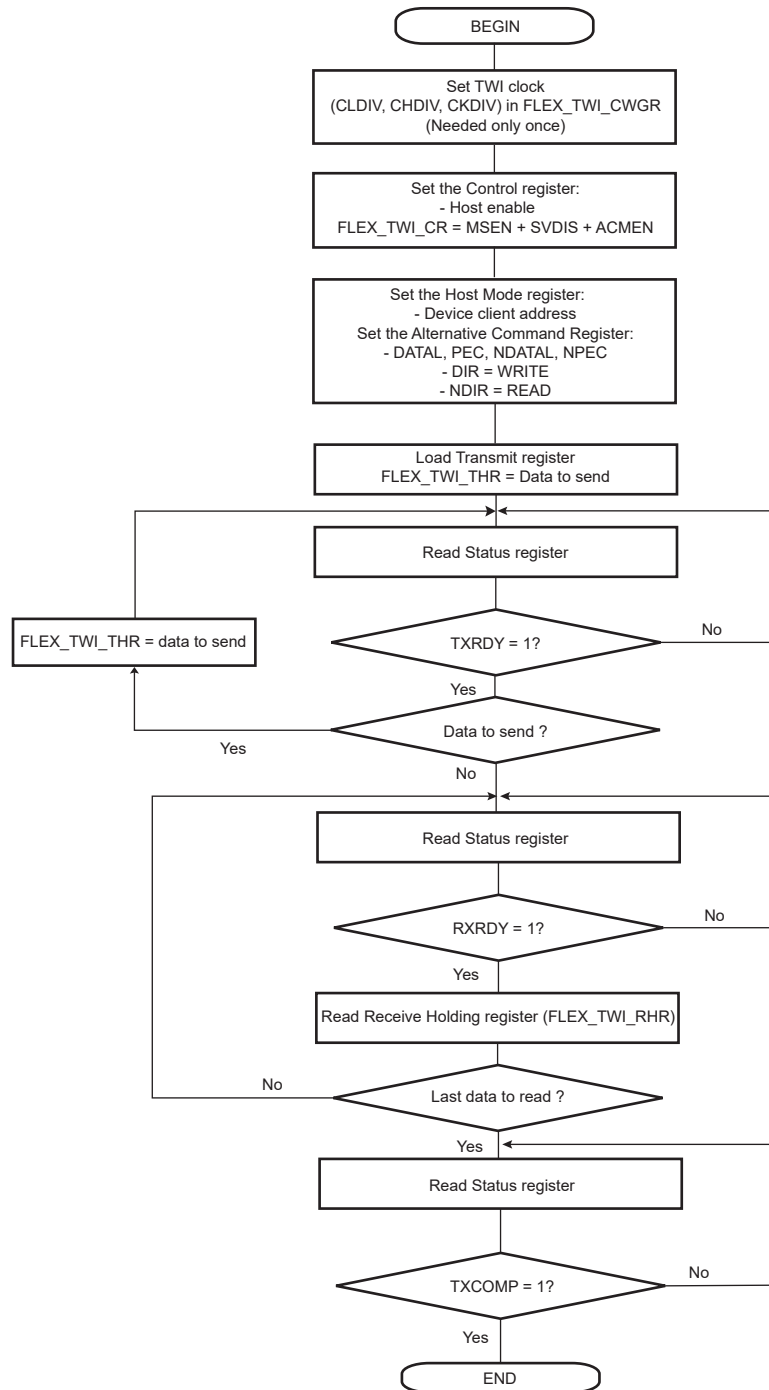 BEGIN
Set TWI clock
(CLDIV, CHDIV, CKDIV) in FLEX_TWI_CWGR
(Needed only once)
Set the Control register:
- Host enable
FLEX_TWI_CR = MSEN + SVDIS + ACMEN
Set the Host Mode register:
- Device client address
Set the Alternative Command Register:
- DATAL, PEC, NDATAL, NPEC
- DIR = WRITE
- NDIR = READ
Load Transmit register
FLEX_TWI_THR = Data to send
Read Status register
FLEX_TWI_THR = data to send
TXRDY = 1?
No
Yes
Data to send ?
Yes
No
Read Status register
RXRDY = 1?
No
Yes
Read Receive Holding register (FLEX_TWI_RHR)
No
Last data to read ?
Yes
Read Status register
TXCOMP = 1?
No
Yes
END